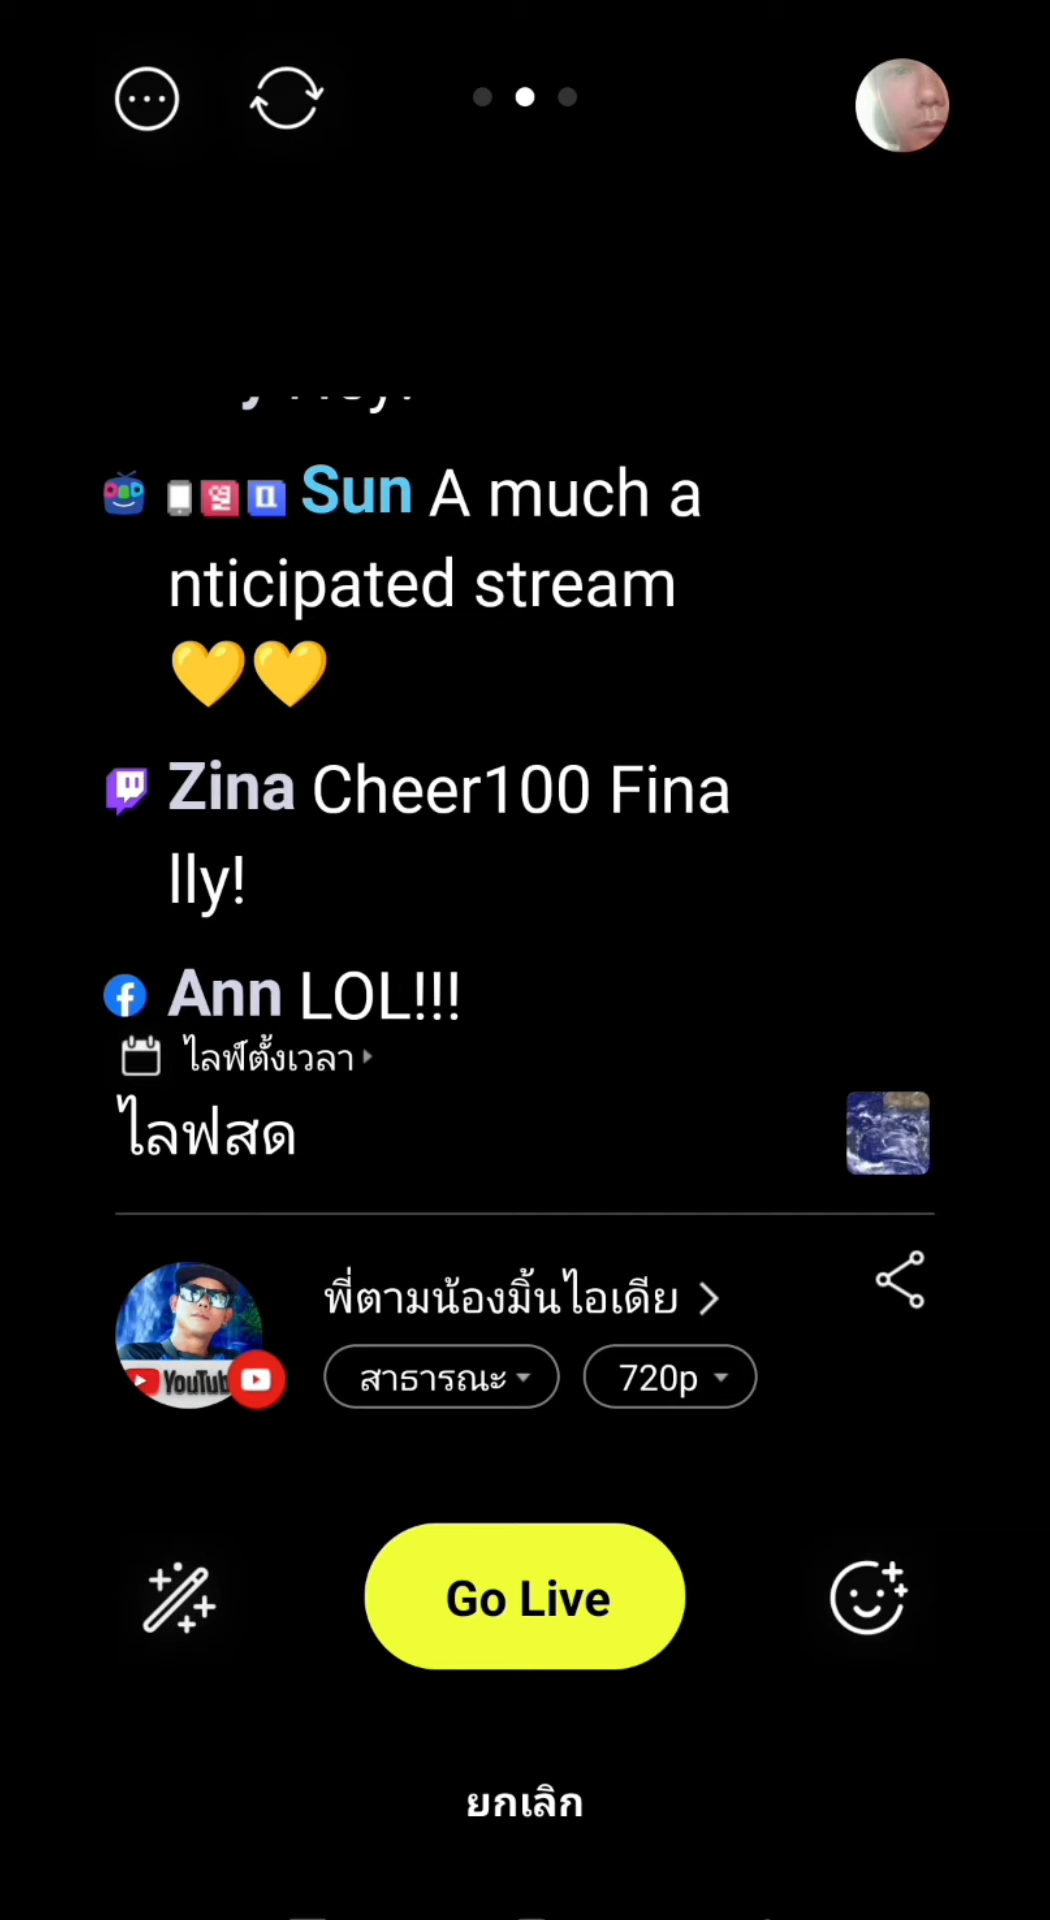 Sun A much a
nticipated stream
💛💛
Zina Cheer100 Fina
lly!
Ann LOL!!!
ไลฟ์ตั้งเวลา
ไลฟสด
พี่ตามน้องมิ้นไอเดีย
สาธารณะ 720p
YouTub
Go Live
ยกเลิก